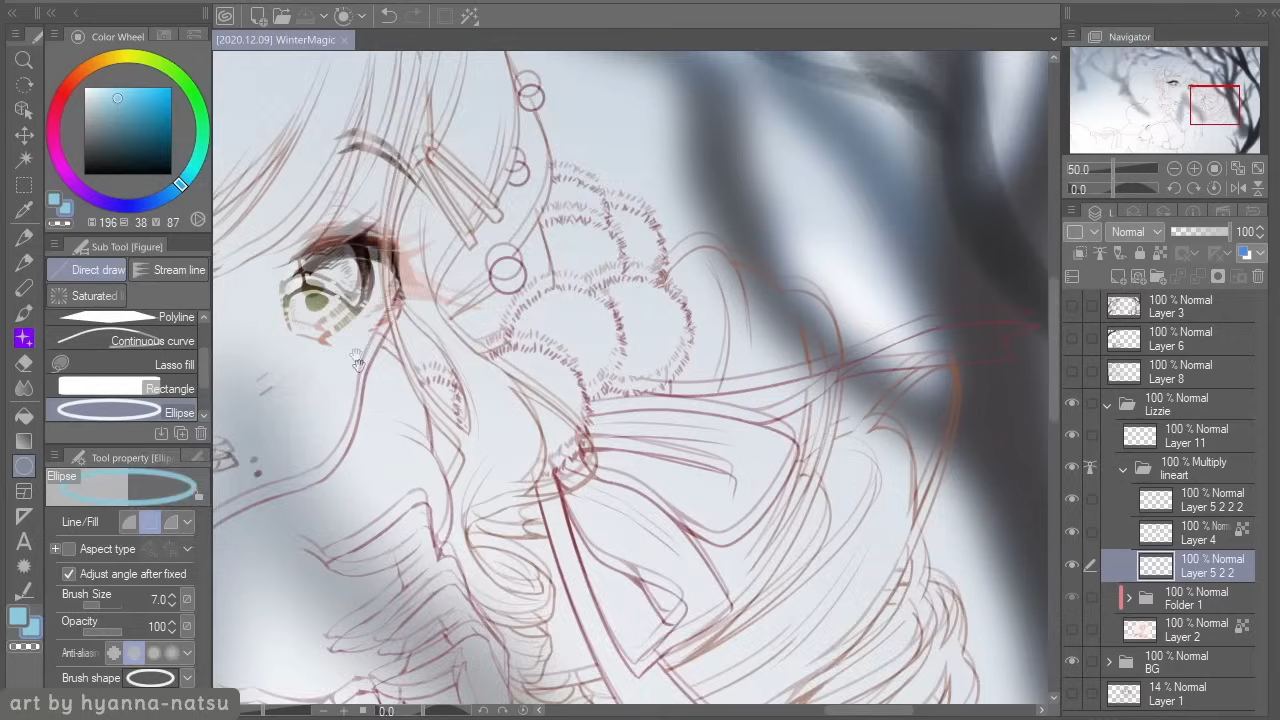 Color Wheel
196 38 87
Sub Tool [Figure]
Direct draw
Stream line
Saturated
Polyline
Continuous curve
Lasso fill
Rectangle
Ellipse
Tool property [Ellip
Ellipse
Line/Fill
Aspect type
Adjust angle after fixed
Brush Size 7.0
Opacity 100
Anti-aliasin
Brush shape
art by hyanna-natsu
[2020.12.09] WinterMagic
0.0
Navigator
50.0
0.0
Normal
100
100 % Normal
Layer 3
100 % Normal
Layer 6
100 % Normal
Layer 8
100 % Normal
Lizzie
100 % Normal
Layer 11
100 % Multiply
lineart
100 % Normal
Layer 5 2 2 2
100 % Norm
Layer 4
100 % Normal
Layer 5 2 2
100 % Normal
Folder 1
100 % Normal
Layer 2
100 % Normal
BG
14 % Normal
Layer 1